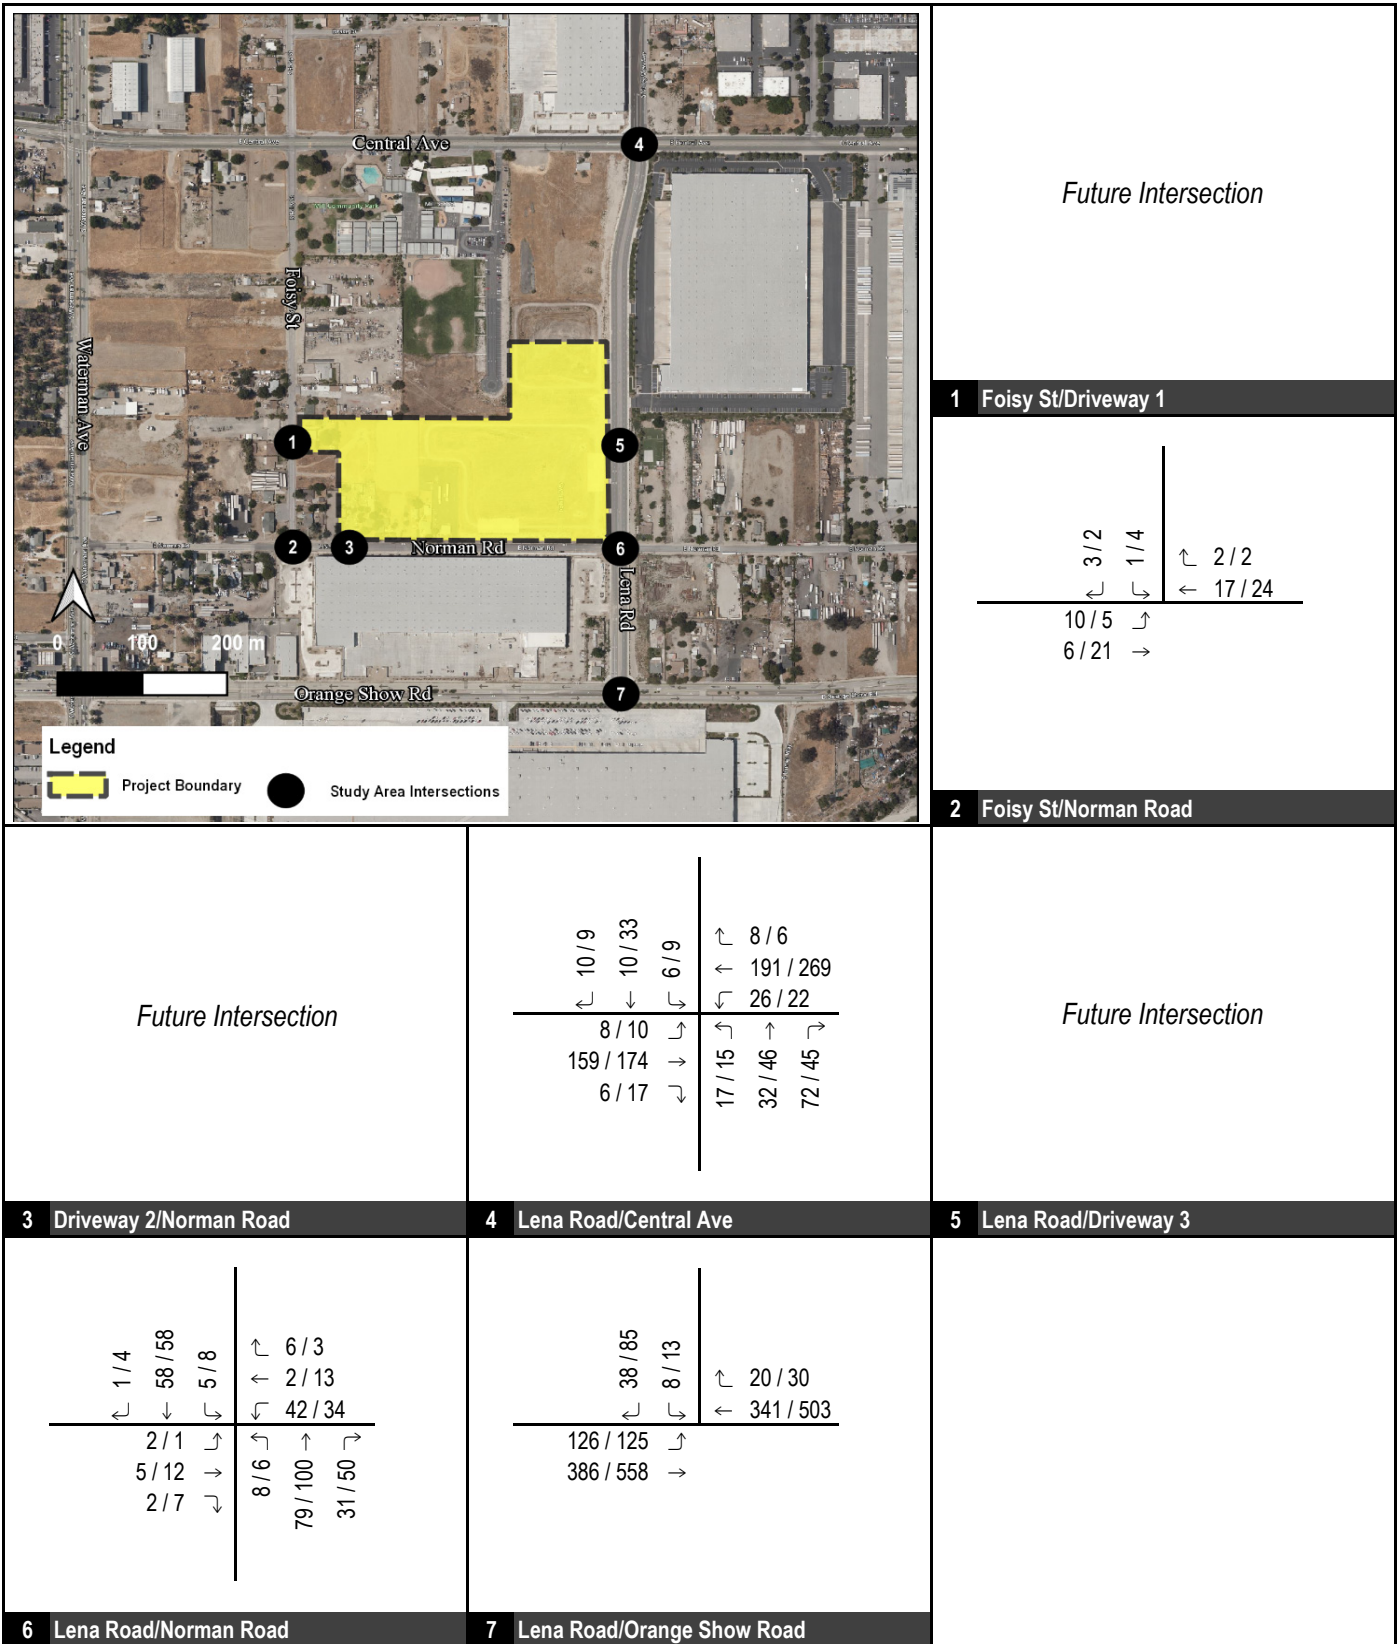 Central Ave
4
Foisy St
Waterman Ave
1
5
2
3
Norman Rd
6
Lena Rd
0 100 200 m
Orange Show Rd
7
Legend
Project Boundary
Study Area Intersections
Future Intersection
1 Foisy St/Driveway 1
3 / 2
1 / 4
2 / 2
17 / 24
10 / 5
6 / 21
2 Foisy St/Norman Road
Future Intersection
3 Driveway 2/Norman Road
10 / 9
10 / 33
6 / 9
8 / 6
191 / 269
26 / 22
8 / 10
159 / 174
6 / 17
17 / 15
32 / 46
72 / 45
4 Lena Road/Central Ave
Future Intersection
5 Lena Road/Driveway 3
1 / 4
58 / 58
5 / 8
6 / 3
2 / 13
42 / 34
2 / 1
5 / 12
2 / 7
8 / 6
79 / 100
31 / 50
6 Lena Road/Norman Road
38 / 85
8 / 13
20 / 30
341 / 503
126 / 125
386 / 558
7 Lena Road/Orange Show Road